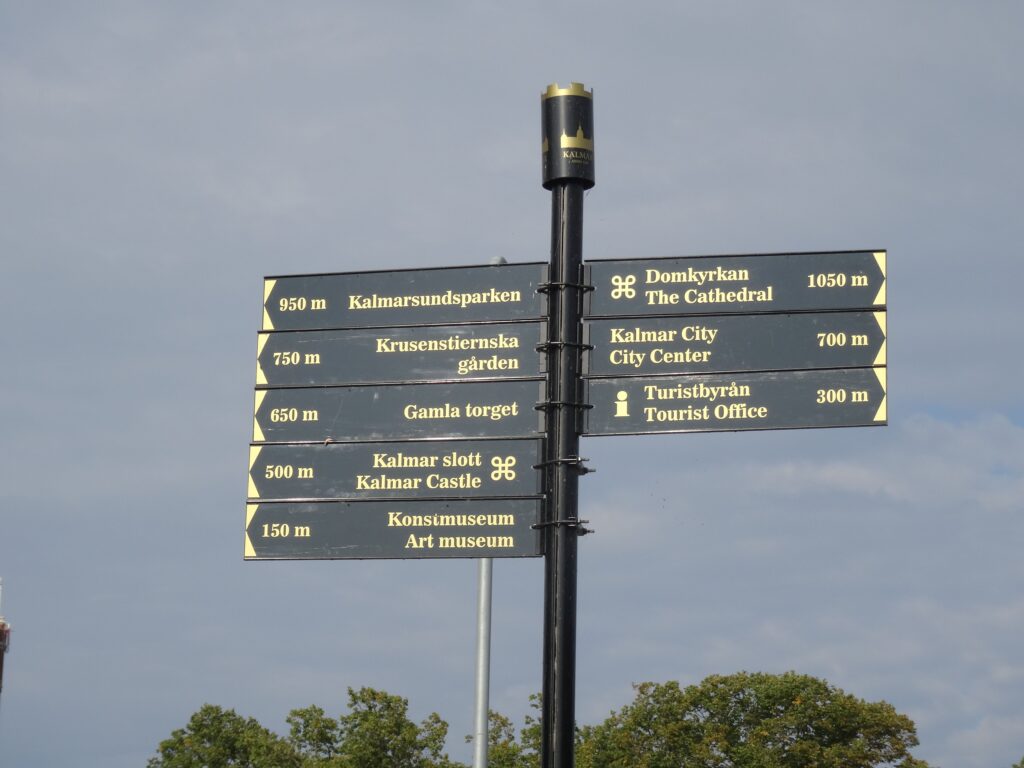 KALMAR
950 m Kalmarsundsparken
750 m Krusenstiernska
gården
650 m Gamla torget
500 m Kalmar slott
Kalmar Castle
150 m Konstmuseum
Art museum
Domkyrkan 1050 m
The Cathedral
Kalmar City 700 m
City Center
Turistbyrån 300 m
Tourist Office